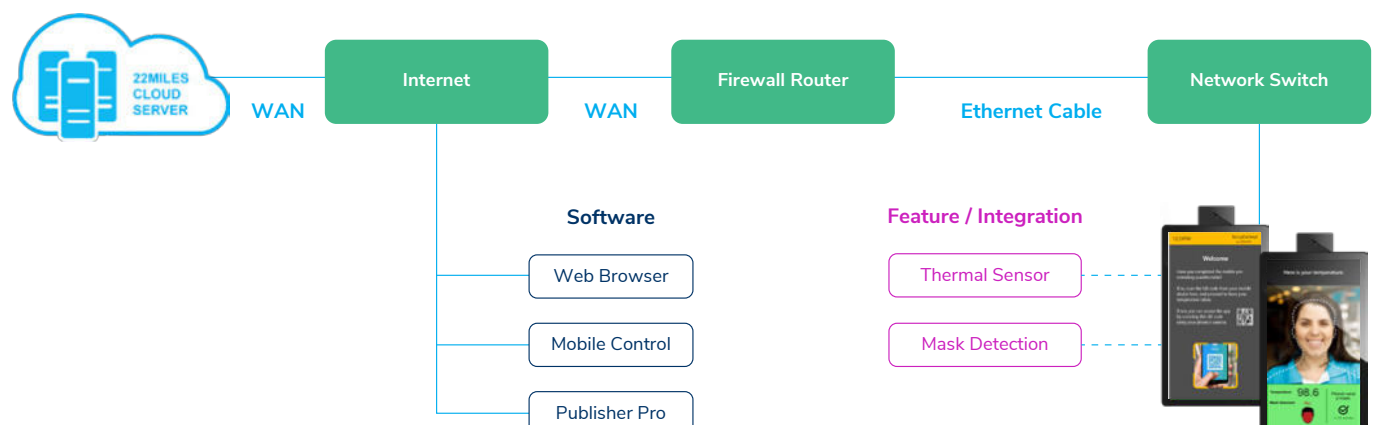 22MILES
CLOUD
SERVER
WAN
Internet
WAN
Firewall Router
Ethernet Cable
Network Switch
Software
Web Browser
Mobile Control
Publisher Pro
Feature / Integration
Thermal Sensor
Mask Detection
Welcome
Here is your temperature.
98.6